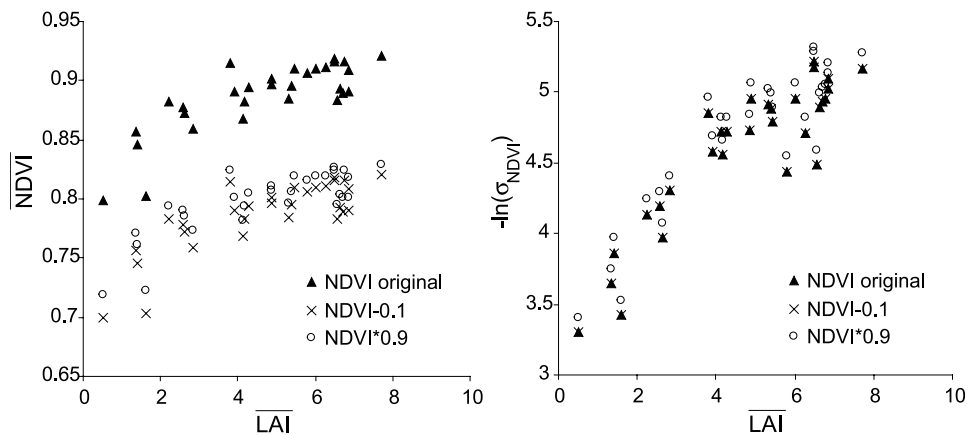 0.95
0.9
0.85
0.8
0.75
0.7
0.65
NDVI
0 2 4 6 8 10
LAI
NDVI original
NDVI-0.1
NDVI*0.9
5.5
5
4.5
4
3.5
3
-ln(σNDVI)
0 2 4 6 8 10
LAI
NDVI original
NDVI-0.1
NDVI*0.9